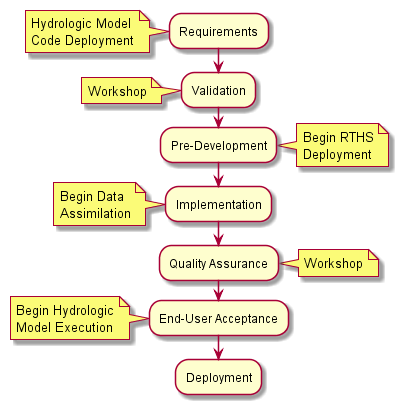 Hydrologic Model
Code Deployment
Requirements
Workshop
Validation
Pre-Development
Begin RTHS
Deployment
Begin Data
Assimilation
Implementation
Quality Assurance
Workshop
Begin Hydrologic
Model Execution
End-User Acceptance
Deployment